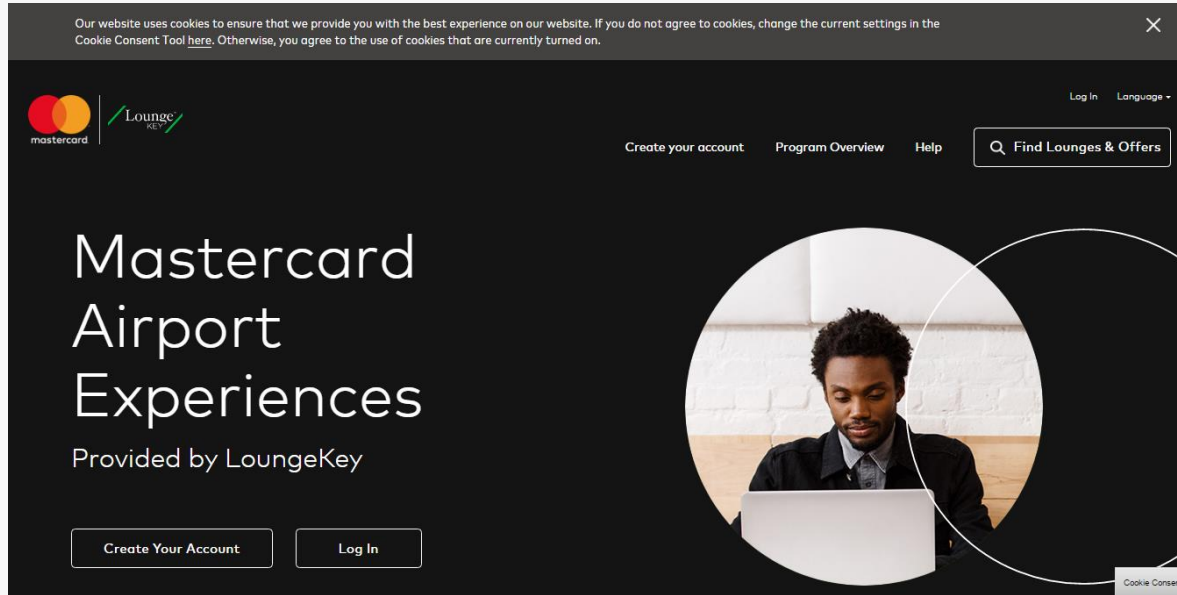 Our website uses cookies to ensure that we provide you with the best experience on our website. If you do not agree to cookies, change the current settings in the
Cookie Consent Tool here. Otherwise, you agree to the use of cookies that are currently turned on.
mastercard
Lounge
KEY
Log In Language
Create your account Program Overview Help Find Lounges & Offers
Mastercard
Airport
Experiences
Provided by LoungeKey
Create Your Account Log In
Cookie